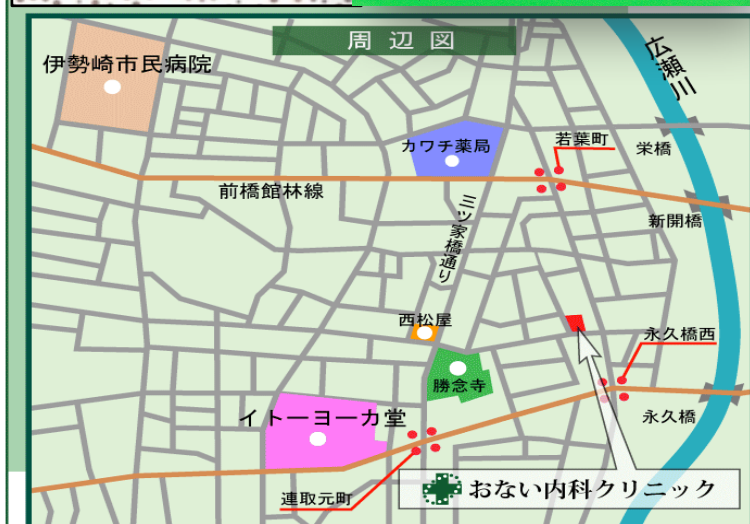 周辺図
広瀬川
伊勢崎市民病院
カワチ薬局
若葉町
栄橋
前橋館林線
三ツ家橋通り
新開橋
西松屋
永久橋西
勝念寺
イトーヨーカ堂
永久橋
連取元町
おない内科クリニック